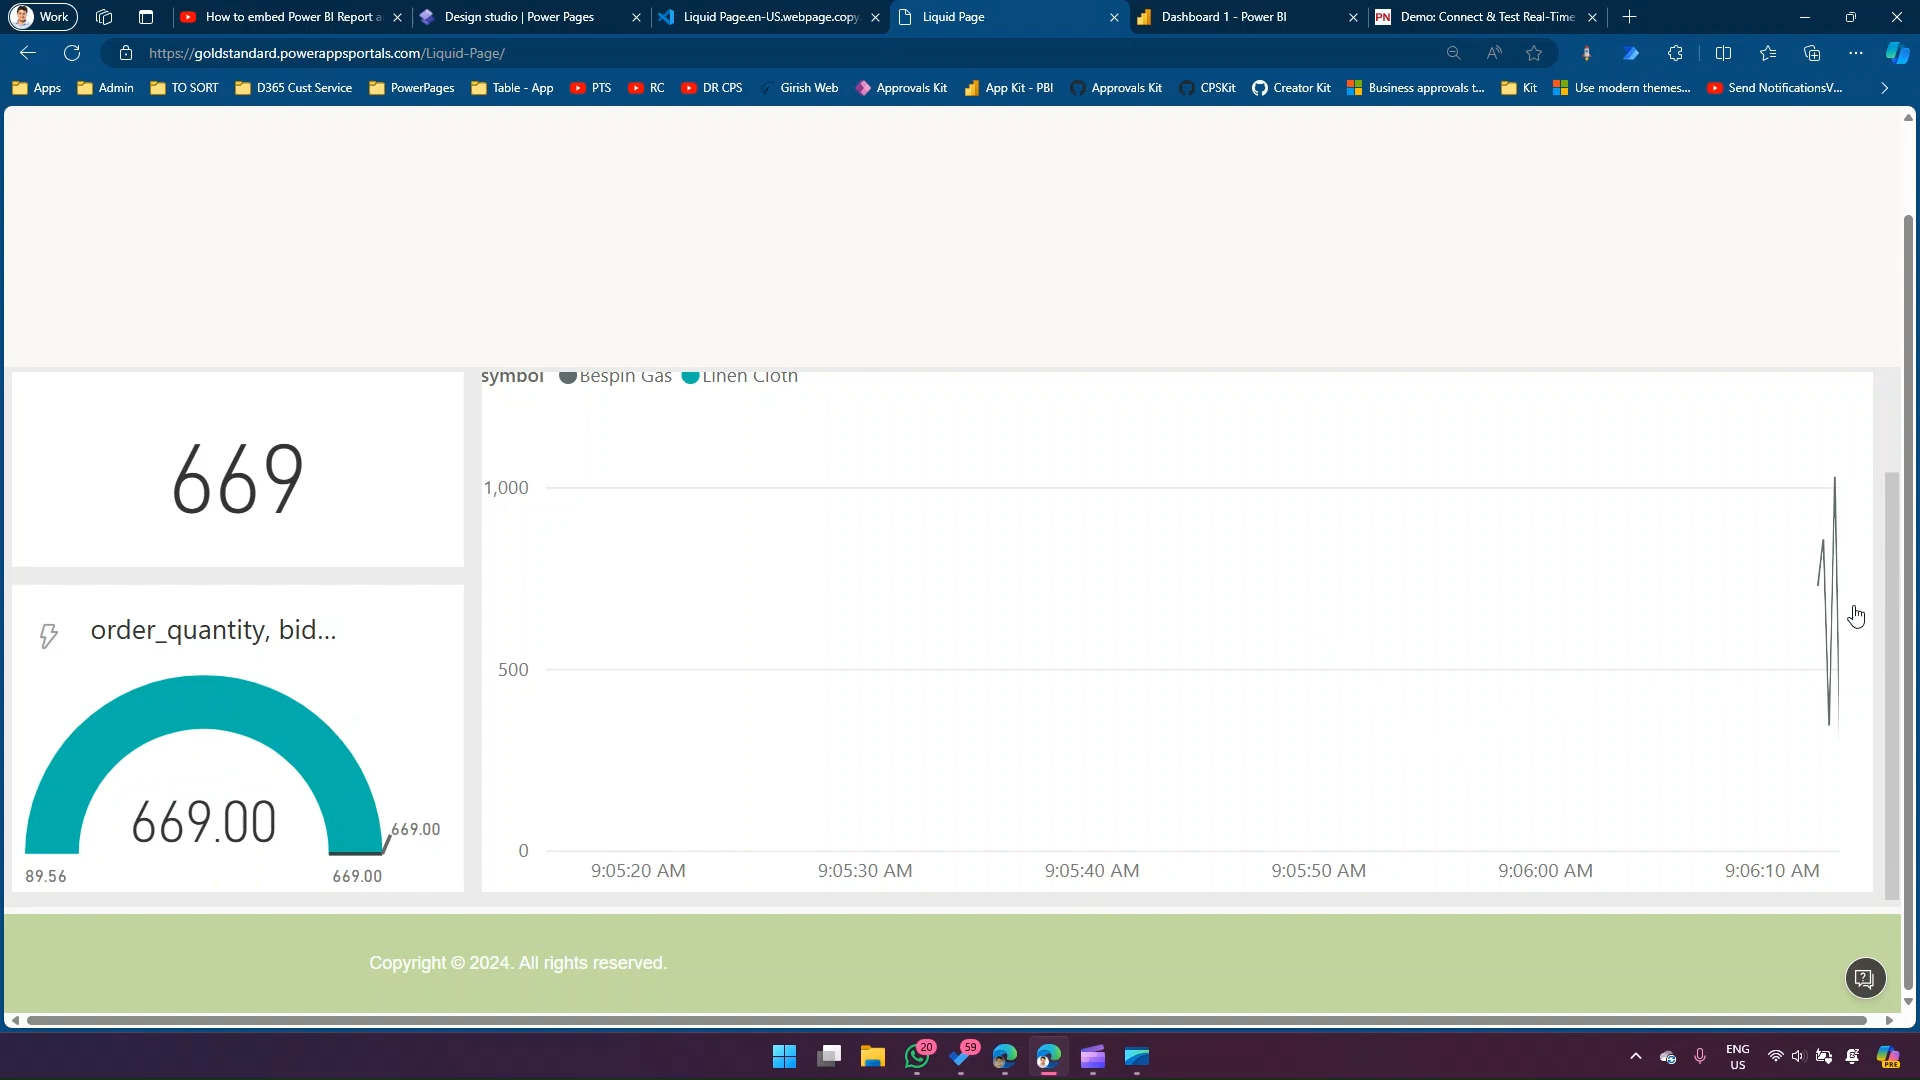 Work
How to embed Power BI Report a
Design studio | Power Pages
Liquid Page.en-US.webpage.copy.
Liquid Page
Dashboard 1 - Power BI
PN
Demo: Connect & Test Real-Time
https://goldstandard.powerappsportals.com/Liquid-Page/
Apps
Admin
TO SORT
D365 Cust Service
PowerPages
Table - App
PTS
RC
DR CPS
Girish Web
Approvals Kit
App Kit - PBI
Approvals Kit
CPSKit
Creator Kit
Business approvals t...
Kit
Use modern themes...
Send NotificationsV...
symbol Bespin Gas Linen Cloth
669
1,000
500
0
9:05:20 AM 9:05:30 AM 9:05:40 AM 9:05:50 AM 9:06:00 AM 9:06:10 AM
order_quantity, bid...
669.00
669.00
89.56
669.00
Copyright © 2024. All rights reserved.
20
59
ENG
US
PRE